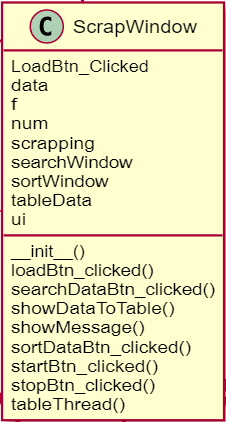 C ScrapWindow
LoadBtn_Clicked
data
f
num
scrapping
searchWindow
sortWindow
tableData
ui
__init__()
loadBtn_clicked()
searchDataBtn_clicked()
showDataToTable()
showMessage()
sortDataBtn_clicked()
startBtn_clicked()
stopBtn_clicked()
tableThread()